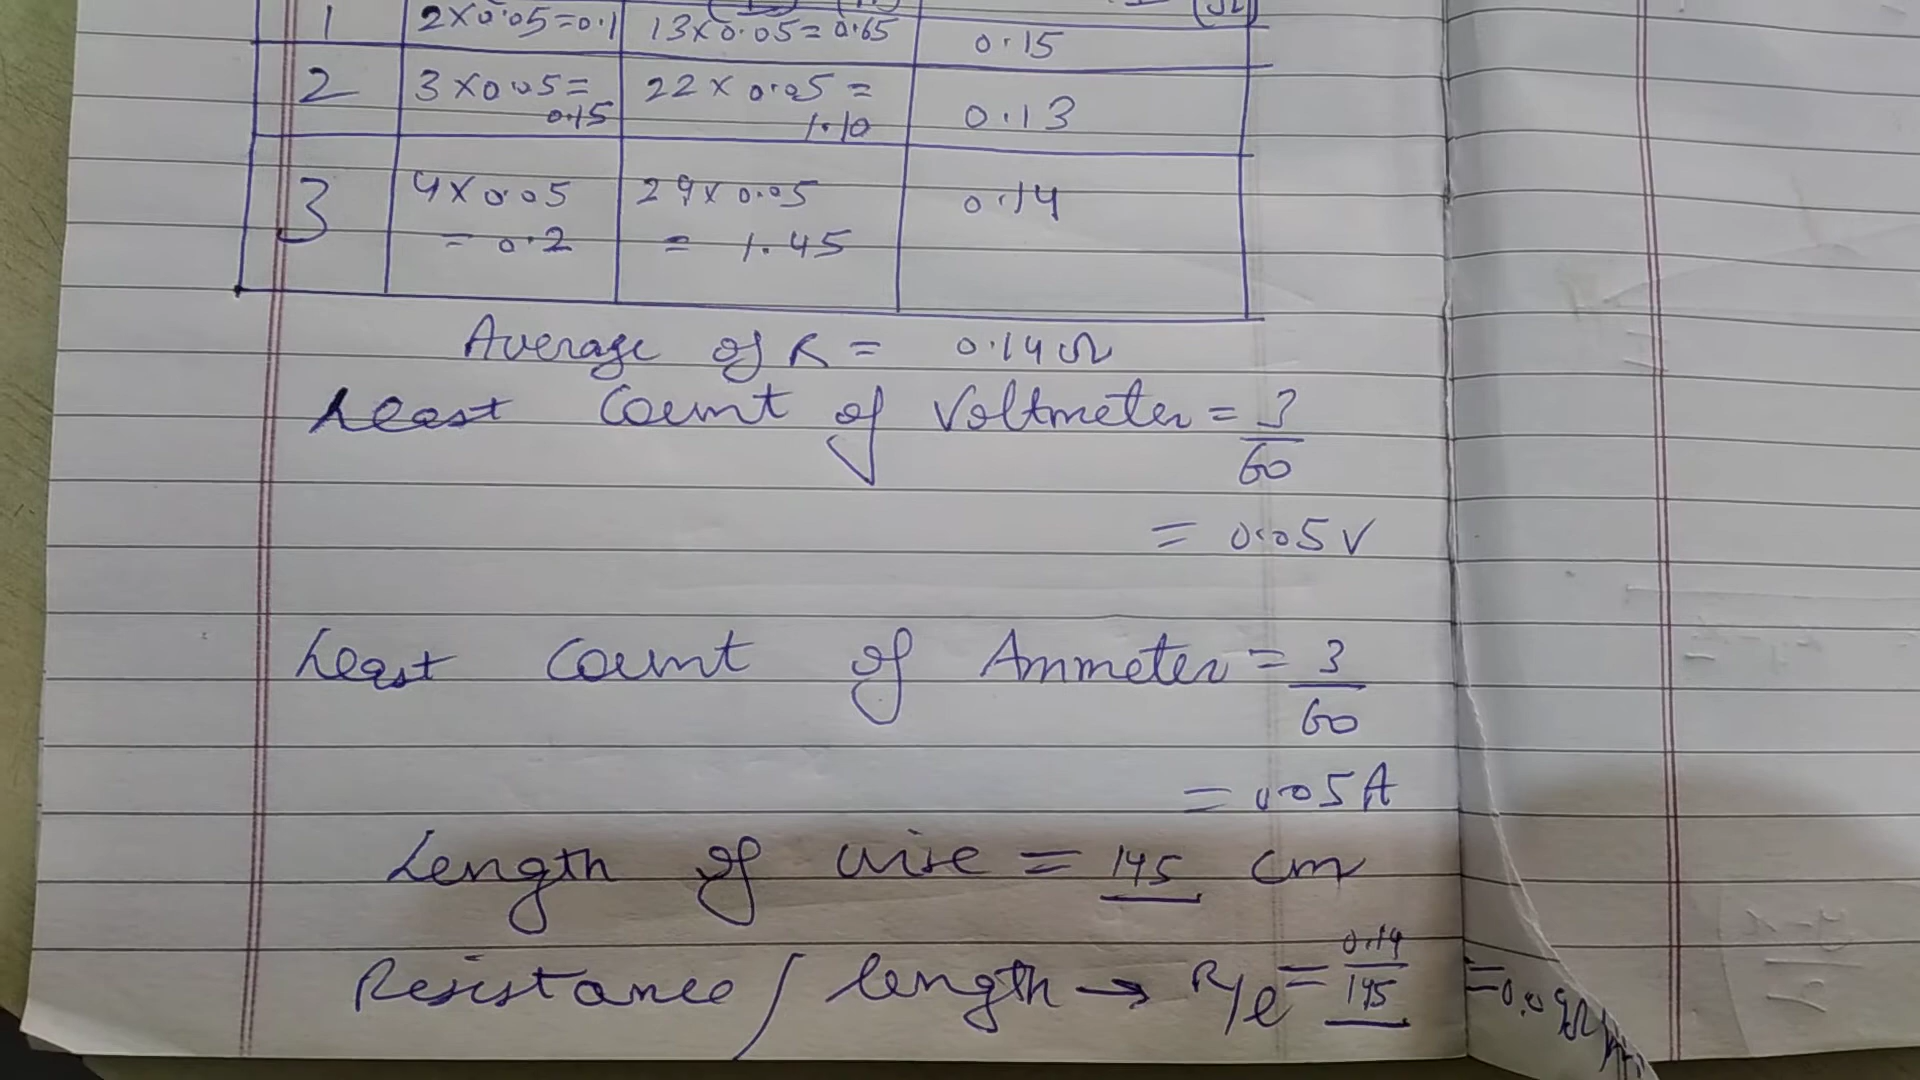 1 2×0.05=0.1 13×0.05=0.65 0.15
2 3×0.05= 22×0.05= 0.13
0.15 1.10
3 4×0.05 29×0.05 0.14
= 0.2 = 1.45
Average of R = 0.14Ω
Least Count of Voltmeter = 3
60
= 0.05V
Least Count of Ammeter = 3
60
= 0.05A
Length of wire = 145 cm
0.14
Resistance / length → R/l = 145